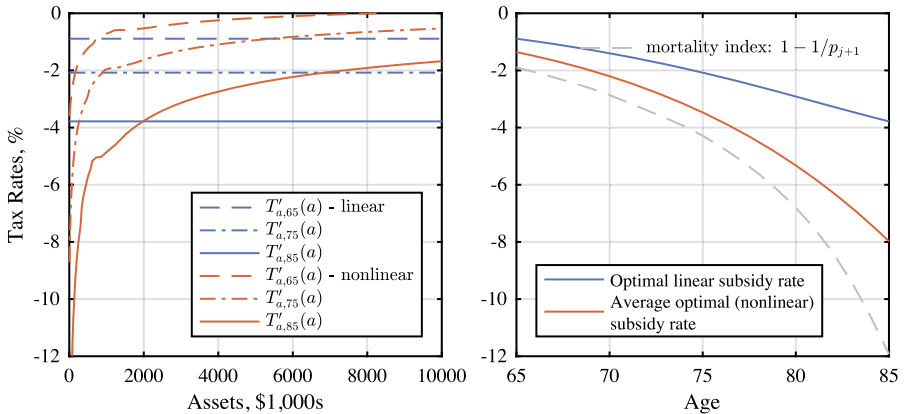 Tax Rates, %
0
-2
-4
-6
-8
-10
-12
0 2000 4000 6000 8000 10000
Assets, $1,000s
T′a,65(a) - linear
T′a,75(a)
T′a,85(a)
T′a,65(a) - nonlinear
T′a,75(a)
T′a,85(a)
0
-2
-4
-6
-8
-10
-12
65 70 75 80 85
Age
mortality index: 1 − 1/pj+1
Optimal linear subsidy rate
Average optimal (nonlinear)
subsidy rate